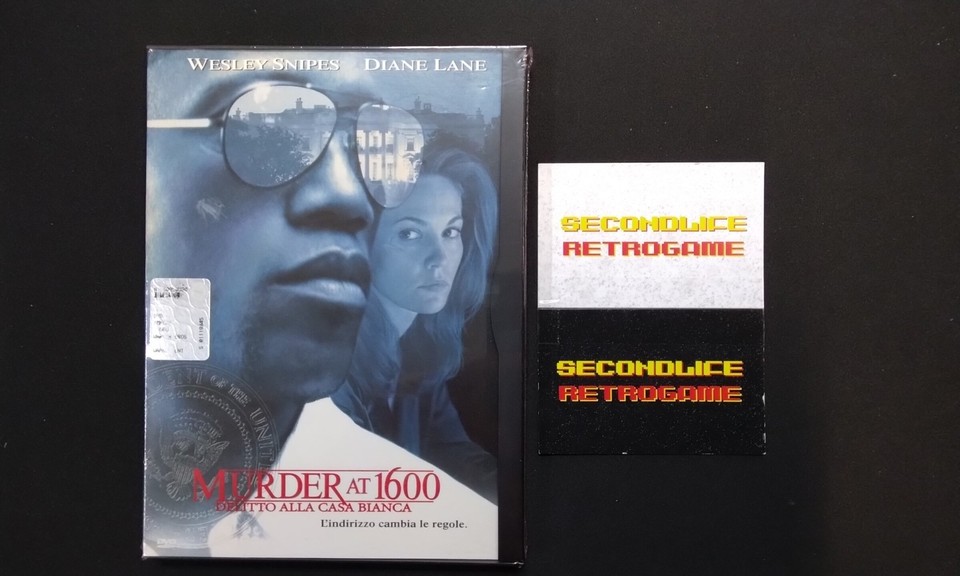 WESLEY SNIPES DIANE LANE
MURDER AT 1600
DELITTO ALLA CASA BIANCA
L'indirizzo cambia le regole.
SECONDLIFE
RETROGAME
SECONDLIFE
RETROGAME